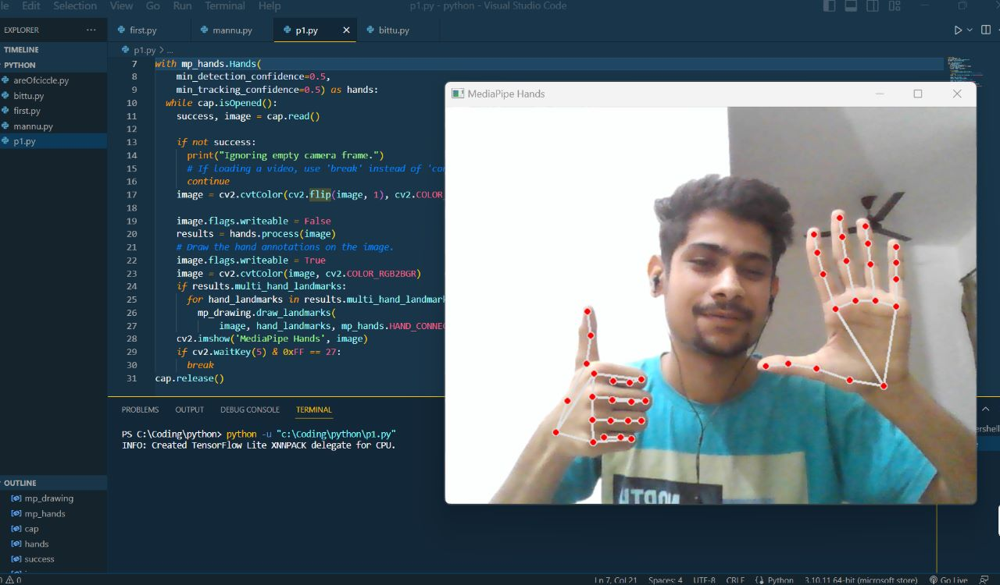 le Edit Selection View Go Run Terminal Help p1.py - python - Visual Studio Code
EXPLORER ···
first.py mannu.py p1.py bittu.py
TIMELINE
PYTHON
areOfciccle.py
bittu.py
first.py
mannu.py
p1.py
p1.py > ...
7 with mp_hands.Hands(
8 min_detection_confidence=0.5,
9 min_tracking_confidence=0.5) as hands:
10 while cap.isOpened():
11 success, image = cap.read()
12
13 if not success:
14 print("Ignoring empty camera frame.")
15 # If loading a video, use 'break' instead of 'con
16 continue
17 image = cv2.cvtColor(cv2.flip(image, 1), cv2.COLOR_
18
19 image.flags.writeable = False
20 results = hands.process(image)
21 # Draw the hand annotations on the image.
22 image.flags.writeable = True
23 image = cv2.cvtColor(image, cv2.COLOR_RGB2BGR)
24 if results.multi_hand_landmarks:
25 for hand_landmarks in results.multi_hand_landmark
26 mp_drawing.draw_landmarks(
27 image, hand_landmarks, mp_hands.HAND_CONNEC
28 cv2.imshow('MediaPipe Hands', image)
29 if cv2.waitKey(5) & 0xFF == 27:
30 break
31 cap.release()
MediaPipe Hands
NORTH
PROBLEMS OUTPUT DEBUG CONSOLE TERMINAL
ershell
PS C:\Coding\python> python -u "c:\Coding\python\p1.py"
INFO: Created TensorFlow Lite XNNPACK delegate for CPU.
OUTLINE
mp_drawing
mp_hands
cap
hands
success
0 0 Ln 7, Col 21 Spaces: 4 UTF-8 CRLF Python 3.10.11 64-bit (microsoft store) Go Live